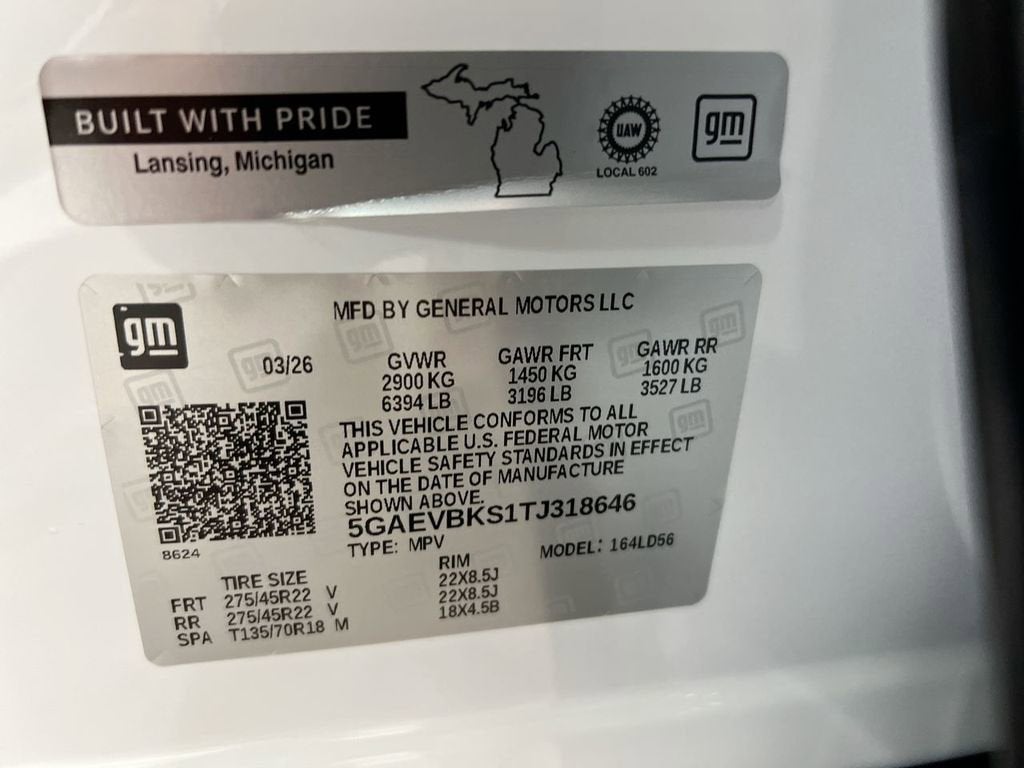 BUILT WITH PRIDE
Lansing, Michigan
UAW
LOCAL 602
gm
gm
MFD BY GENERAL MOTORS LLC
03/26
GVWR GAWR FRT GAWR RR
2900 KG 1450 KG 1600 KG
6394 LB 3196 LB 3527 LB
THIS VEHICLE CONFORMS TO ALL
APPLICABLE U.S. FEDERAL MOTOR
VEHICLE SAFETY STANDARDS IN EFFECT
ON THE DATE OF MANUFACTURE
SHOWN ABOVE.
5GAEVBKS1TJ318646
8624
TYPE: MPV MODEL: 164LD56
TIRE SIZE RIM
FRT 275/45R22 V 22X8.5J
RR 275/45R22 V 22X8.5J
SPA T135/70R18 M 18X4.5B